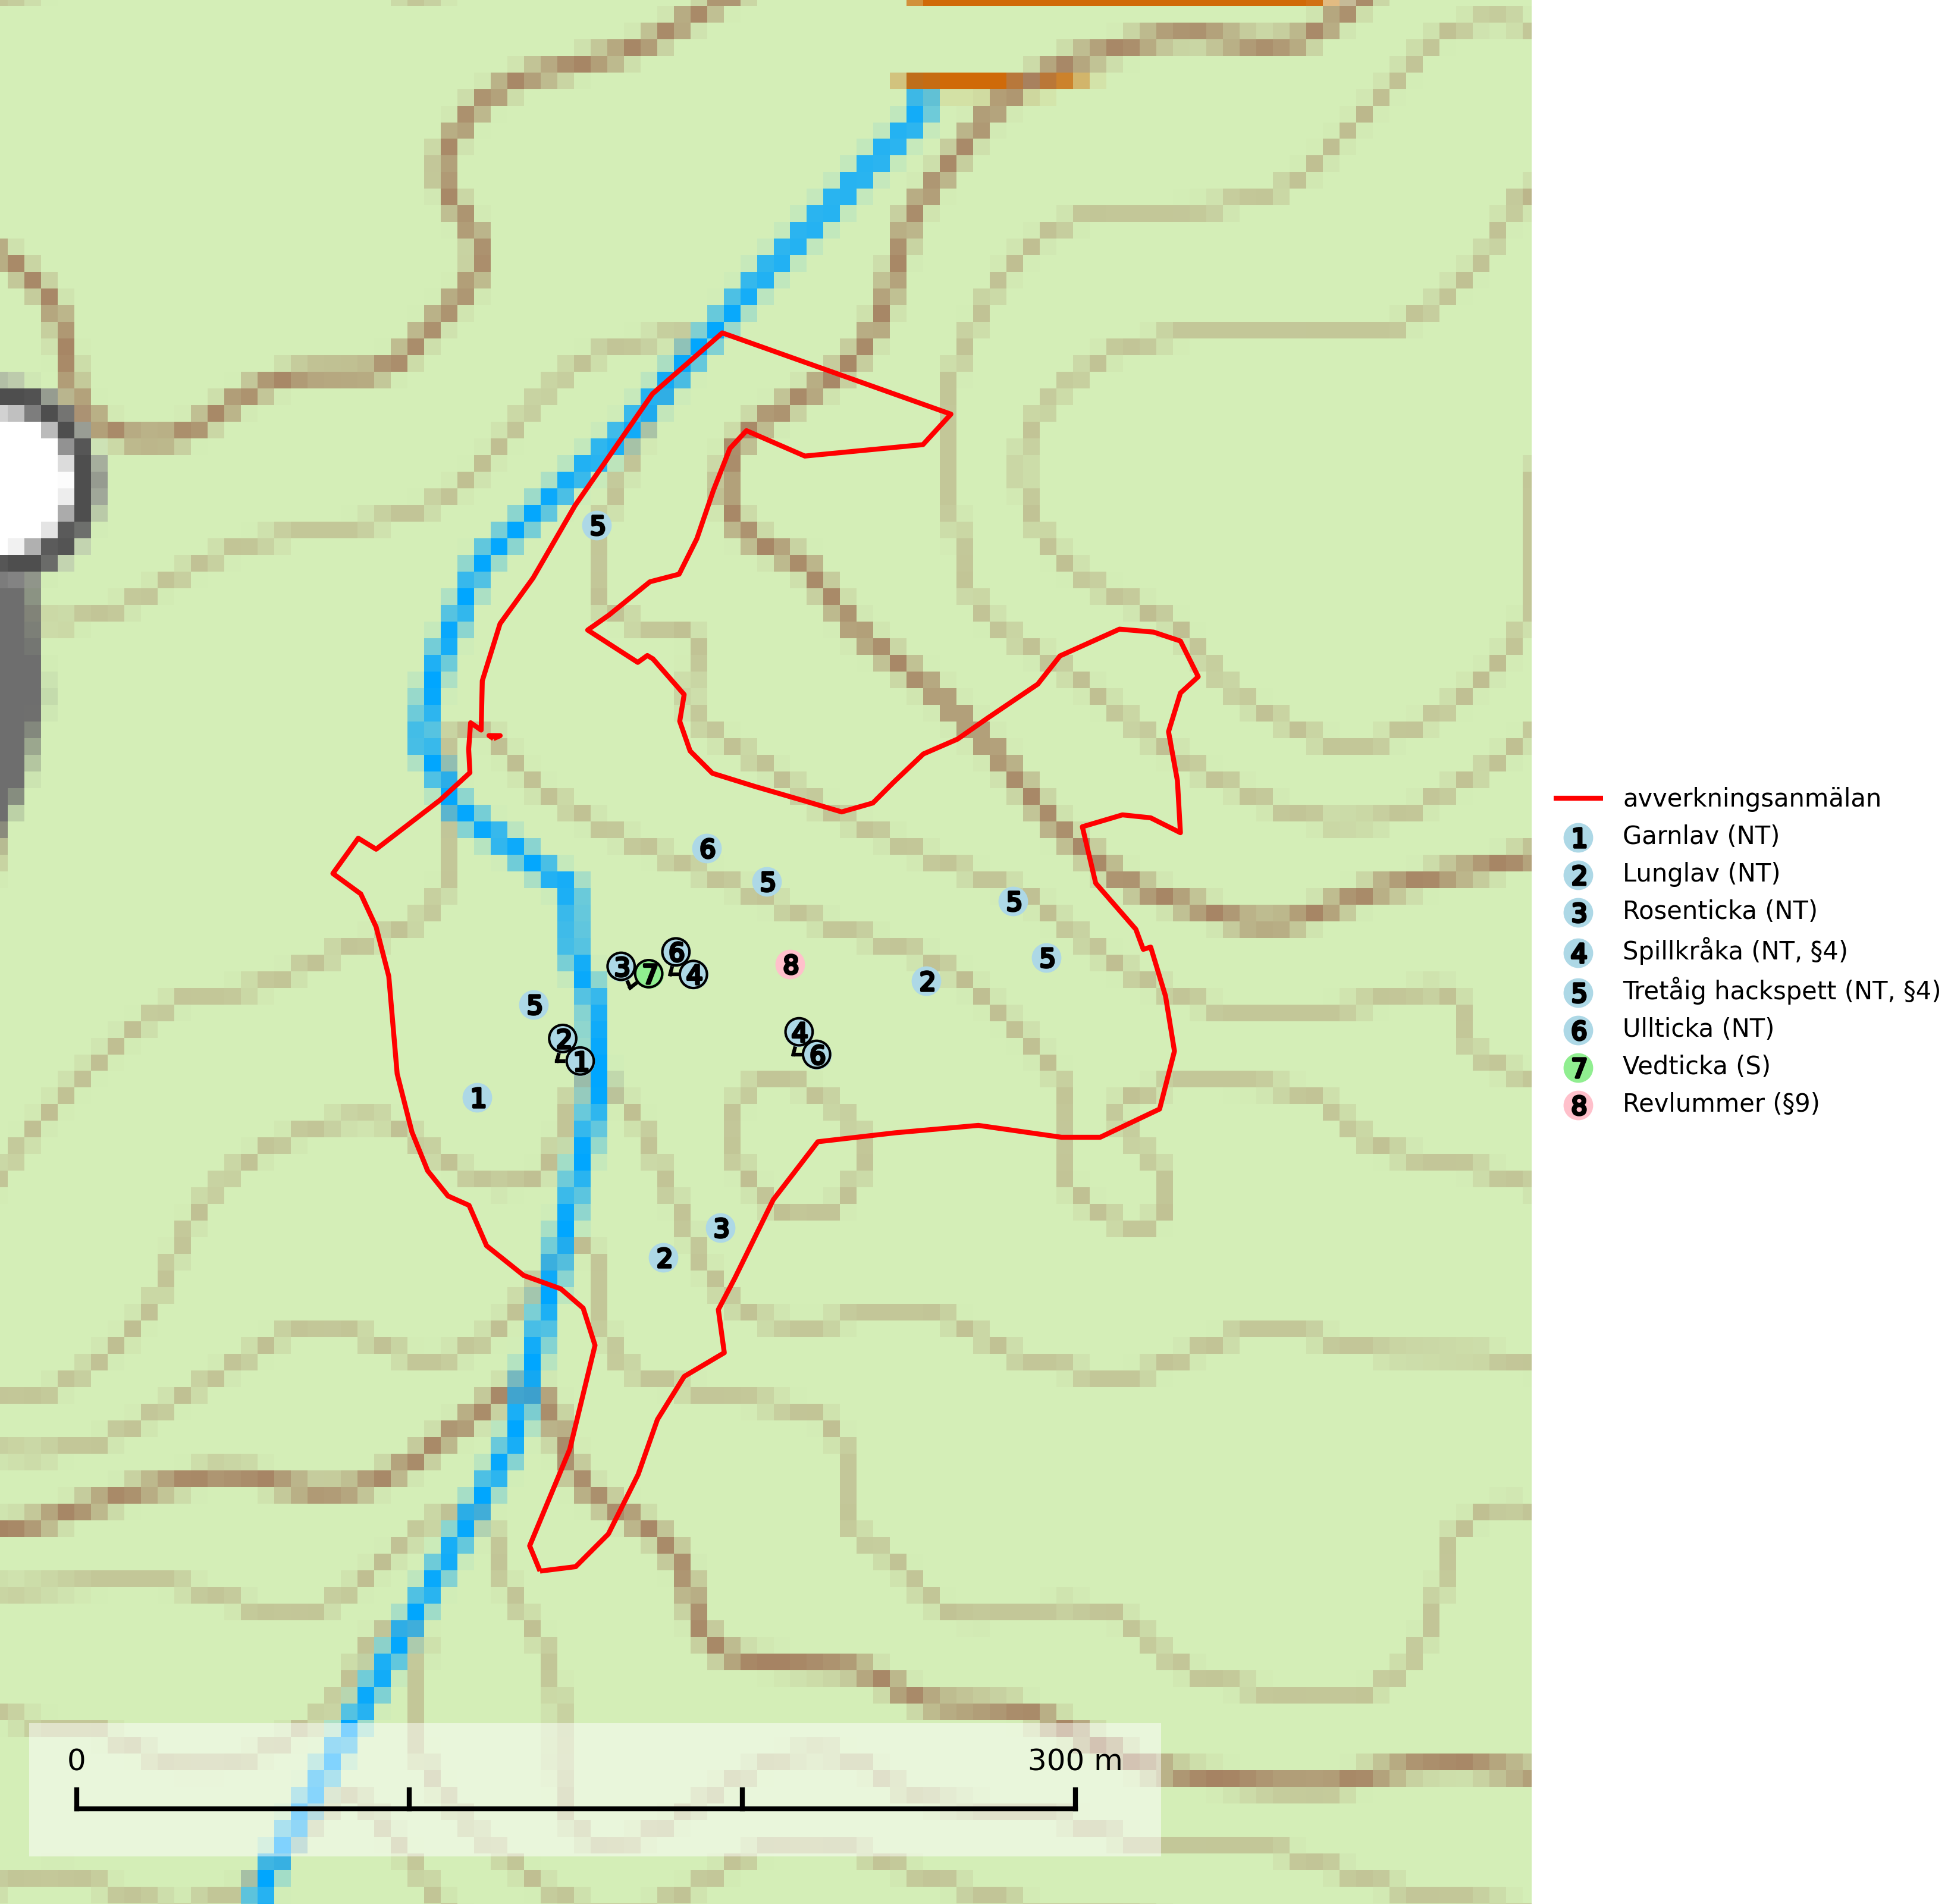 5
6
5
5
6
3
7
4
8
5
2
5
2
4
1
6
1
3
2
0 300 m
avverkningsanmälan
1 Garnlav (NT)
2 Lunglav (NT)
3 Rosenticka (NT)
4 Spillkråka (NT, §4)
5 Tretåig hackspett (NT, §4)
6 Ullticka (NT)
7 Vedticka (S)
8 Revlummer (§9)